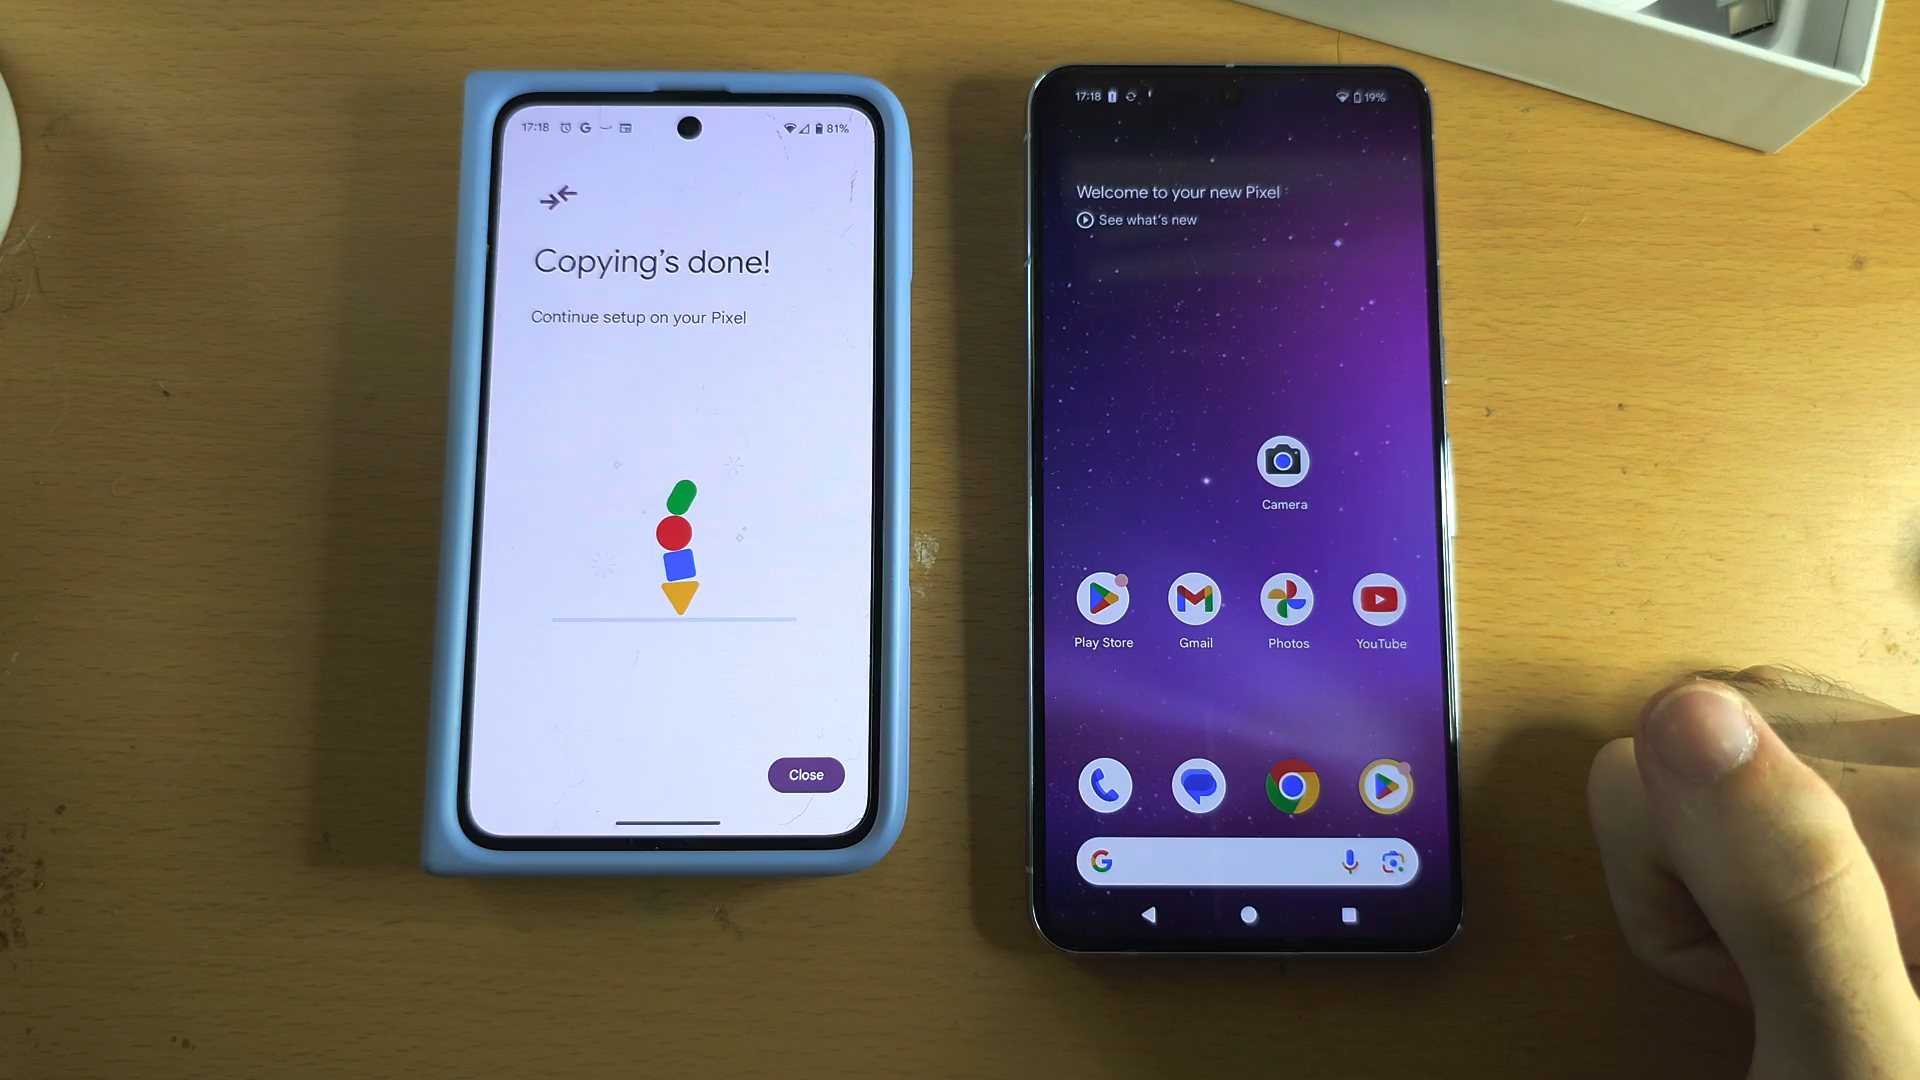 17:18
81%
Copying's done!
Continue setup on your Pixel
Close
17:18
19%
Welcome to your new Pixel
See what's new
Camera
Play Store
Gmail
Photos
YouTube